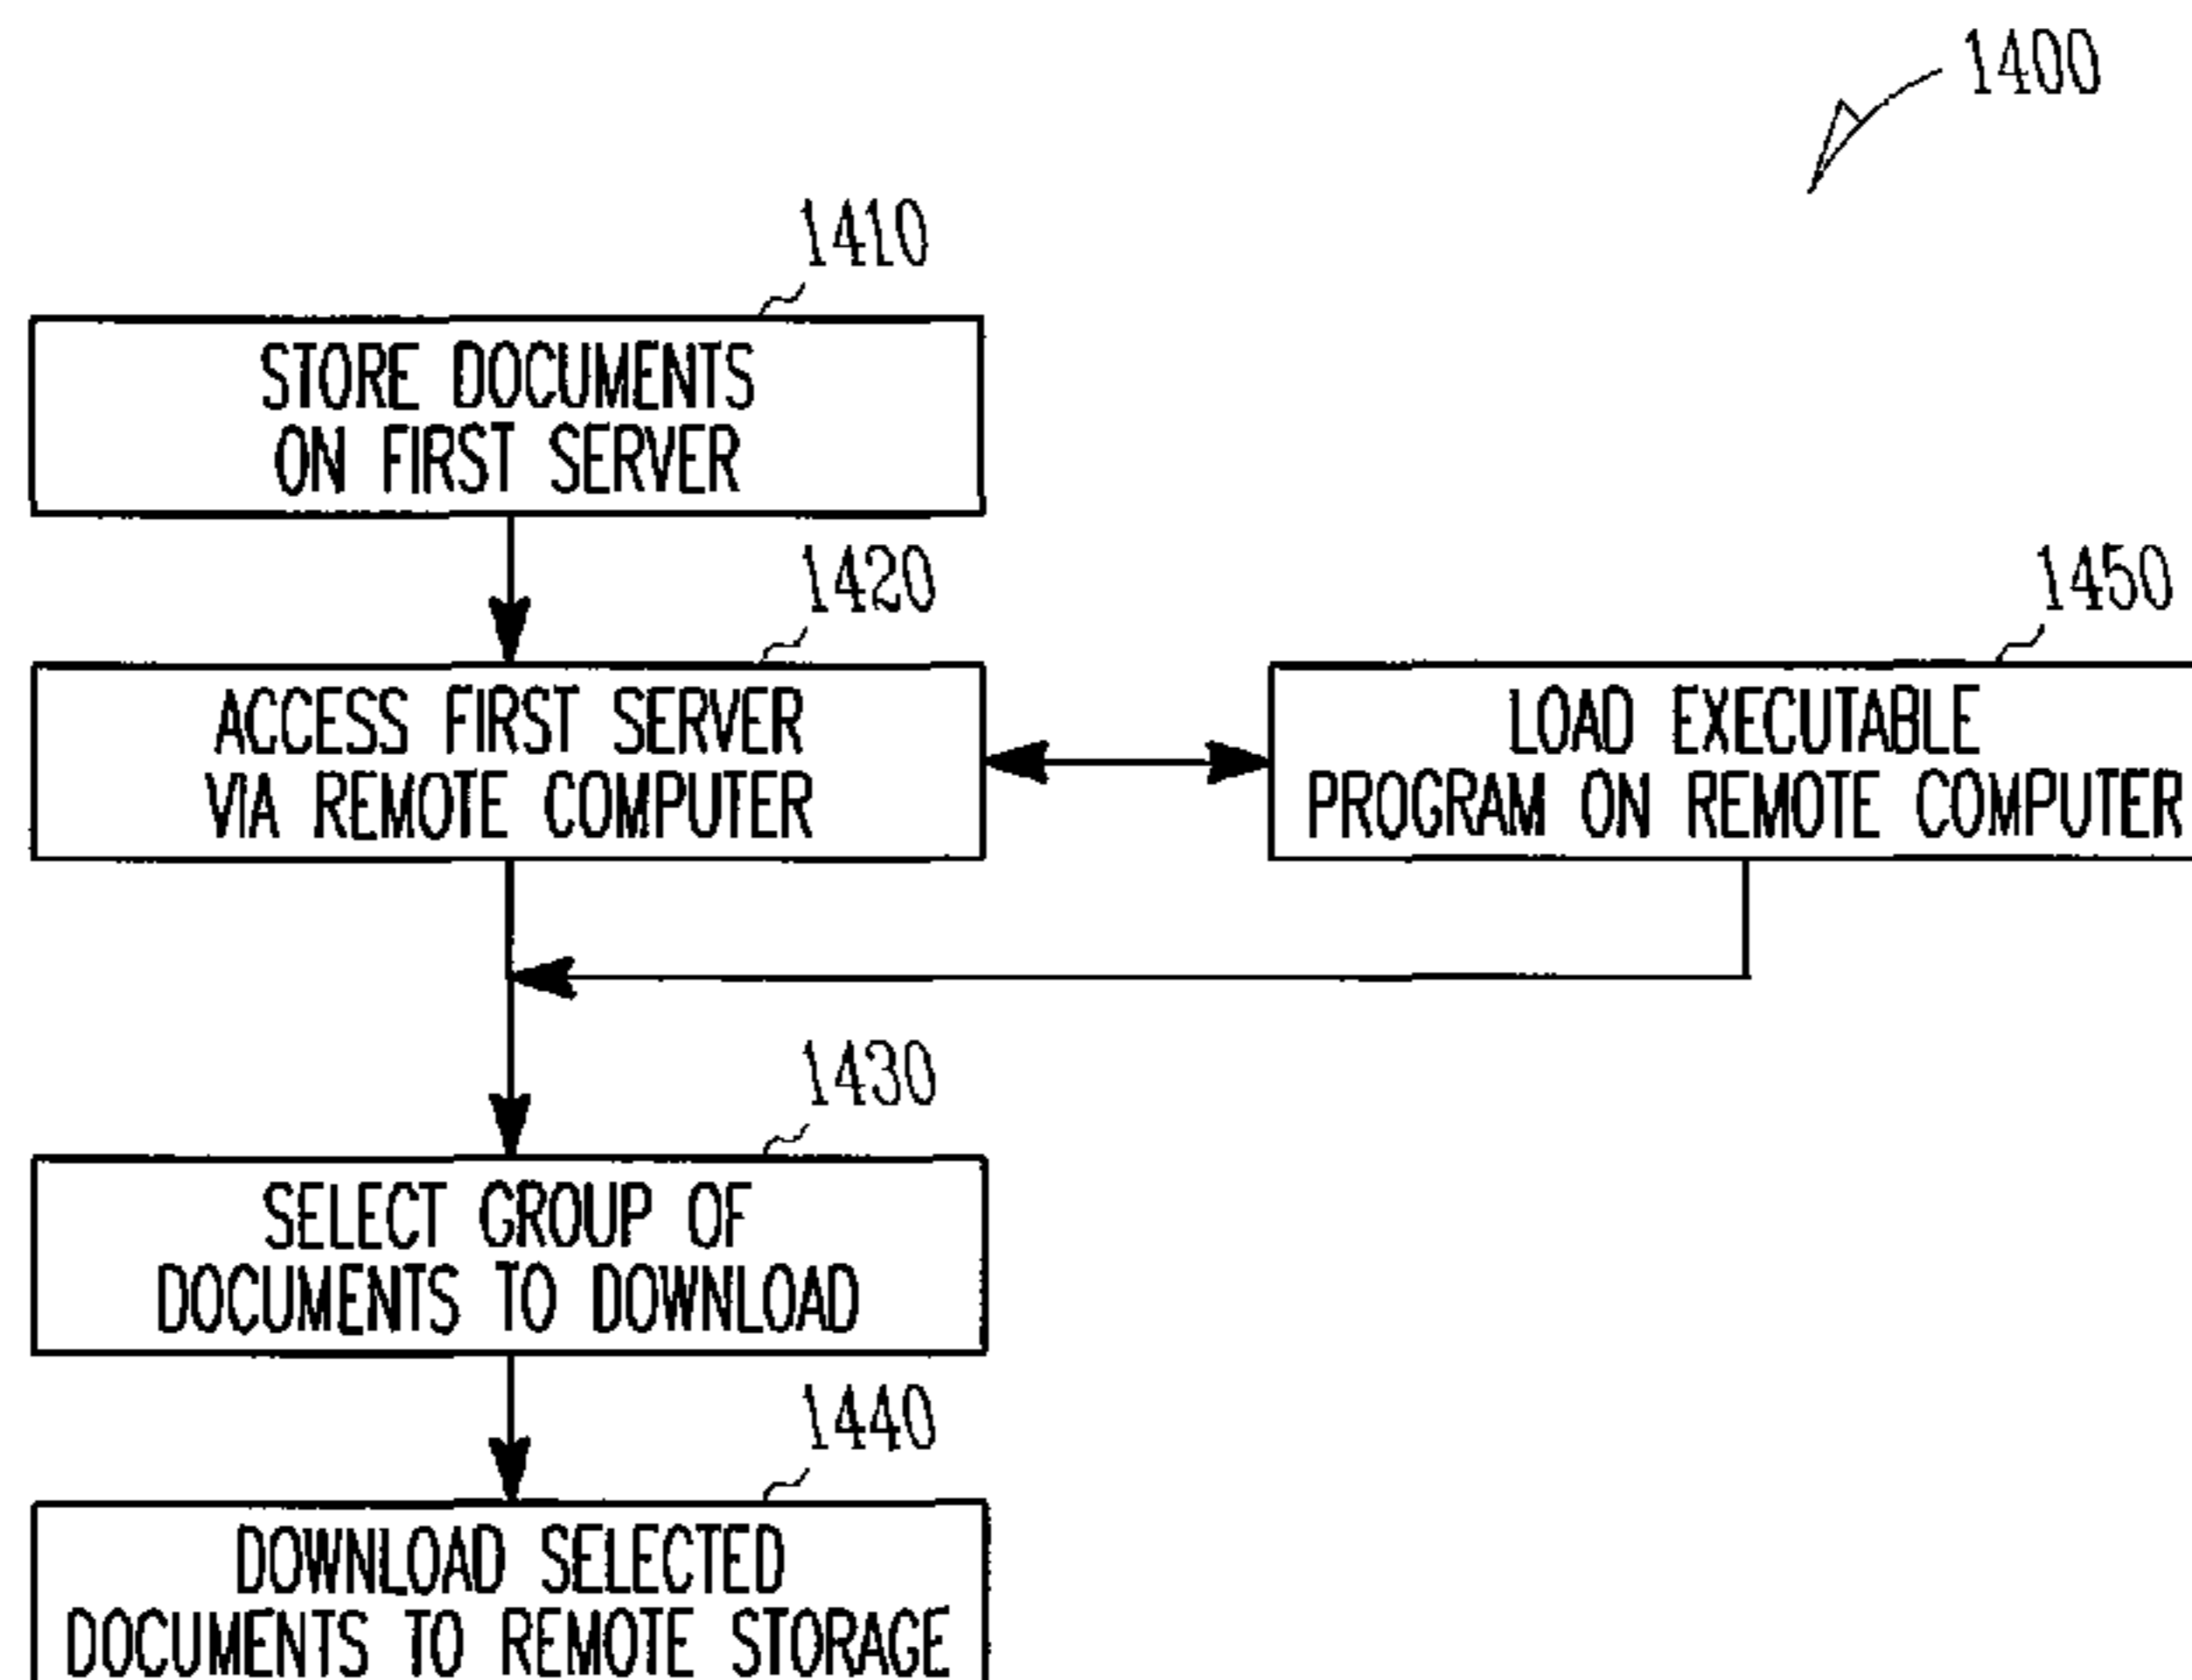 1400
1410
STORE DOCUMENTS
ON FIRST SERVER
1420
ACCESS FIRST SERVER
VIA REMOTE COMPUTER
1450
LOAD EXECUTABLE
PROGRAM ON REMOTE COMPUTER
1430
SELECT GROUP OF
DOCUMENTS TO DOWNLOAD
1440
DOWNLOAD SELECTED
DOCUMENTS TO REMOTE STORAGE